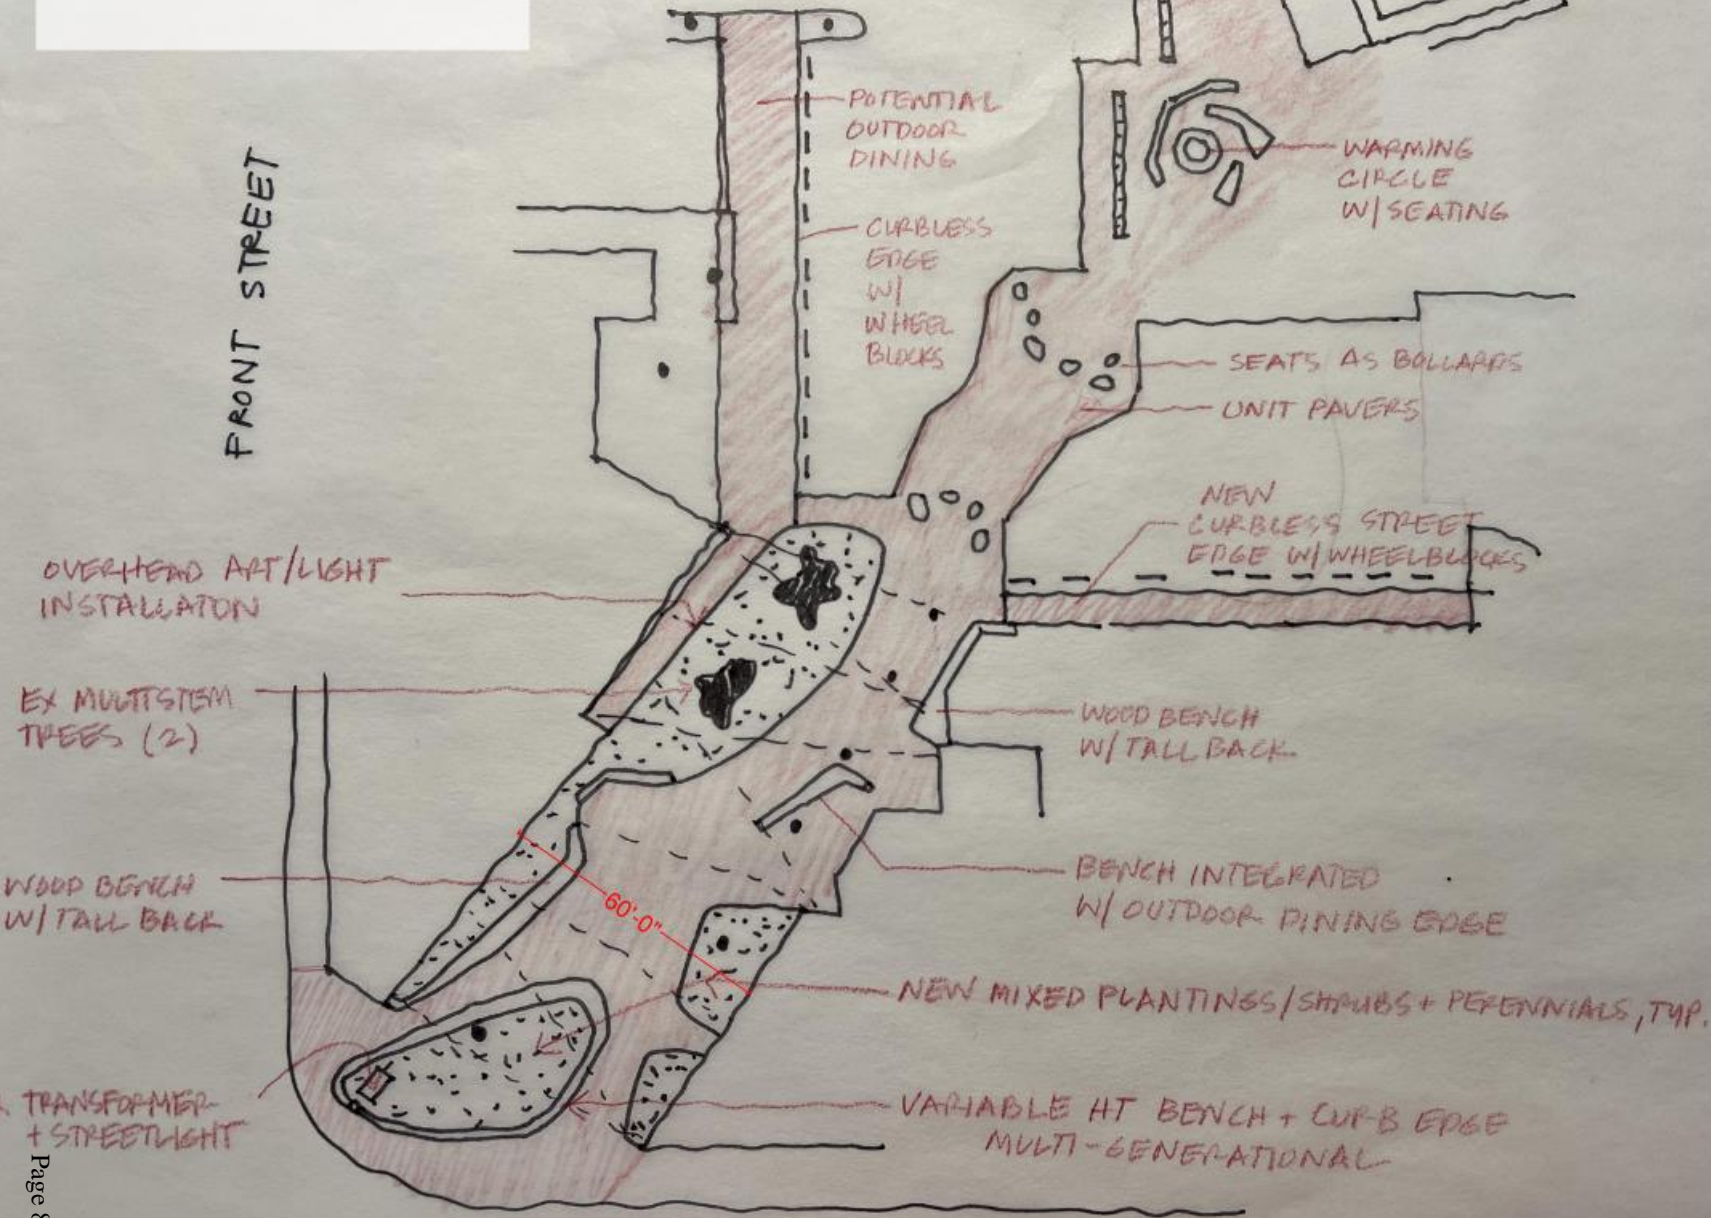 POTENTIAL
OUTDOOR
DINING
CURBLESS
EDGE
W/
WHEEL
BLOCKS
WARMING
CIRCLE
W/SEATING
FRONT STREET
SEATS AS BOLLARDS
UNIT PAVERS
NEW
CURBLESS STREET
EDGE W/WHEELBLOCKS
OVERHEAD ART/LIGHT
INSTALLATON
EX MULTISTEM
TREES (2)
WOOD BENCH
W/TALL BACK
WOOD BENCH
W/TALL BACK
60'-0"
BENCH INTEGRATED
W/OUTDOOR DINING EDGE
NEW MIXED PLANTINGS/SHRUBS + PERENNIALS, TYP.
TRANSFORMER
+ STREETLIGHT
VARIABLE HT BENCH + CURB EDGE
MULTI-GENERATIONAL
Page 8